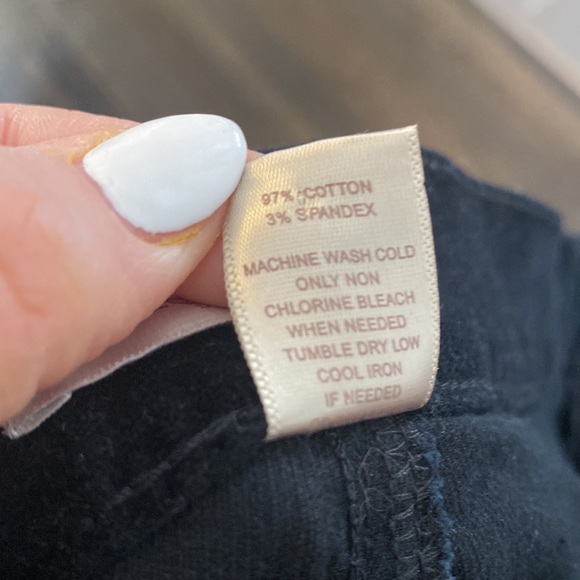 97% COTTON
3% SPANDEX
MACHINE WASH COLD
ONLY NON
CHLORINE BLEACH
WHEN NEEDED
TUMBLE DRY LOW
COOL IRON
IF NEEDED